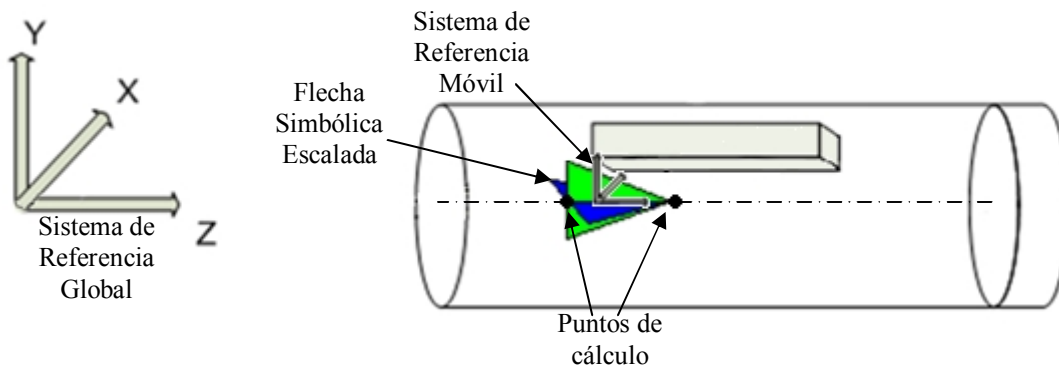 Y
X
Z
Sistema de
Referencia
Global
Flecha
Simbólica
Escalada
Sistema de
Referencia
Móvil
Puntos de
cálculo